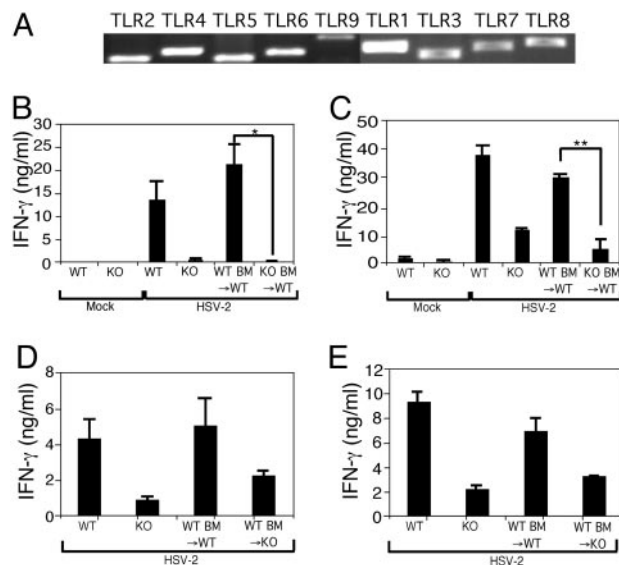 A
TLR2 TLR4 TLR5 TLR6 TLR9 TLR1 TLR3 TLR7 TLR8
B
IFN-γ (ng/ml)
30
25
20
15
10
5
0
*
WT KO WT KO WT BM KO BM
→WT →WT
Mock HSV-2
C
IFN-γ (ng/ml)
50
40
30
20
10
0
**
WT KO WT KO WT BM KO BM
→WT →WT
Mock HSV-2
D
IFN-γ (ng/ml)
8
6
4
2
0
WT KO WT BM WT BM
→WT →KO
HSV-2
E
IFN-γ (ng/ml)
12
10
8
6
4
2
0
WT KO WT BM WT BM
→WT →KO
HSV-2